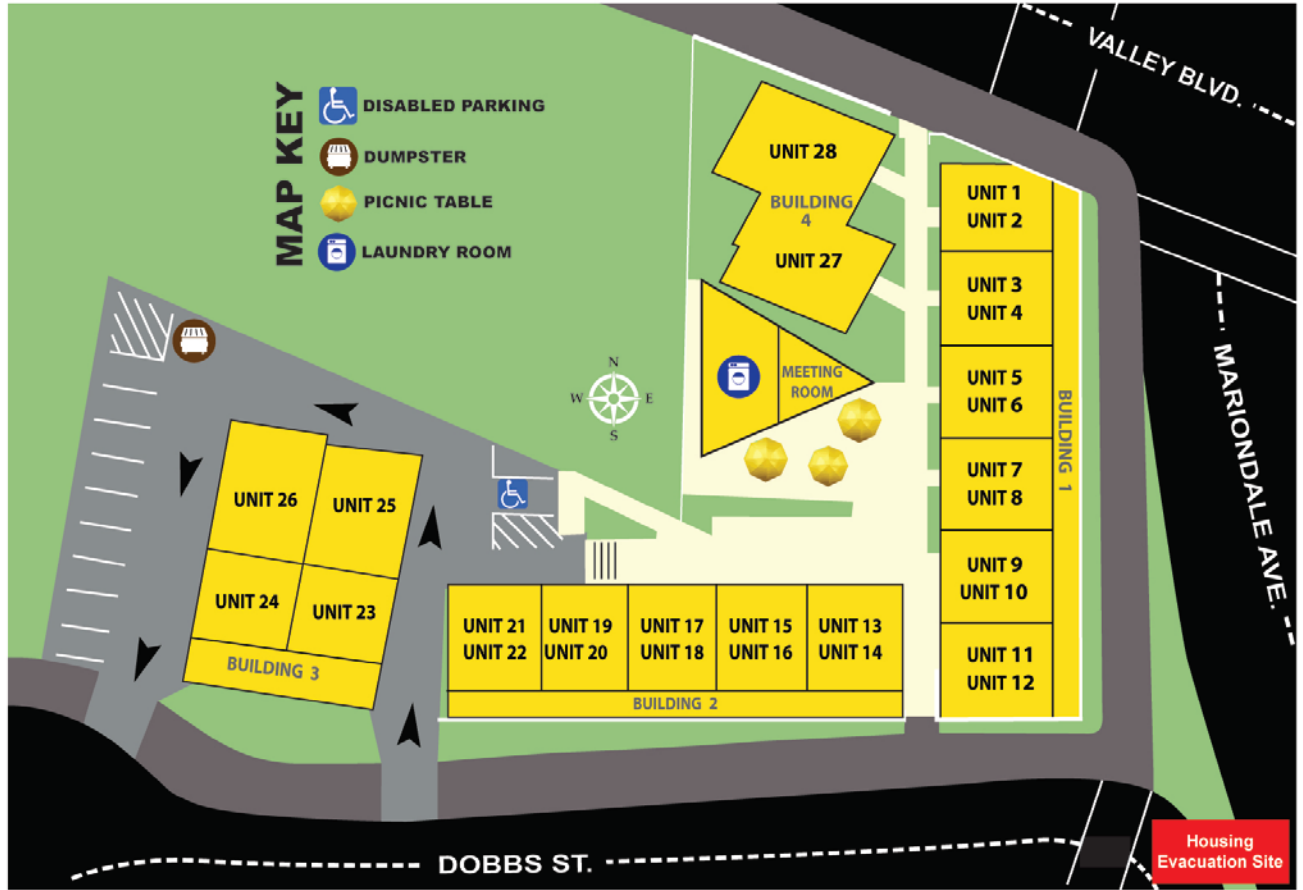 MAP KEY
DISABLED PARKING
DUMPSTER
PICNIC TABLE
LAUNDRY ROOM
VALLEY BLVD.
MARIONDALE AVE.
UNIT 28
BUILDING
4
UNIT 27
UNIT 1
UNIT 2
UNIT 3
UNIT 4
UNIT 5
UNIT 6
UNIT 7
UNIT 8
UNIT 9
UNIT 10
UNIT 11
UNIT 12
BUILDING 1
MEETING
ROOM
N
W E
S
UNIT 26
UNIT 25
UNIT 24
UNIT 23
BUILDING 3
UNIT 21
UNIT 22
UNIT 19
UNIT 20
UNIT 17
UNIT 18
UNIT 15
UNIT 16
UNIT 13
UNIT 14
BUILDING 2
DOBBS ST.
Housing
Evacuation Site